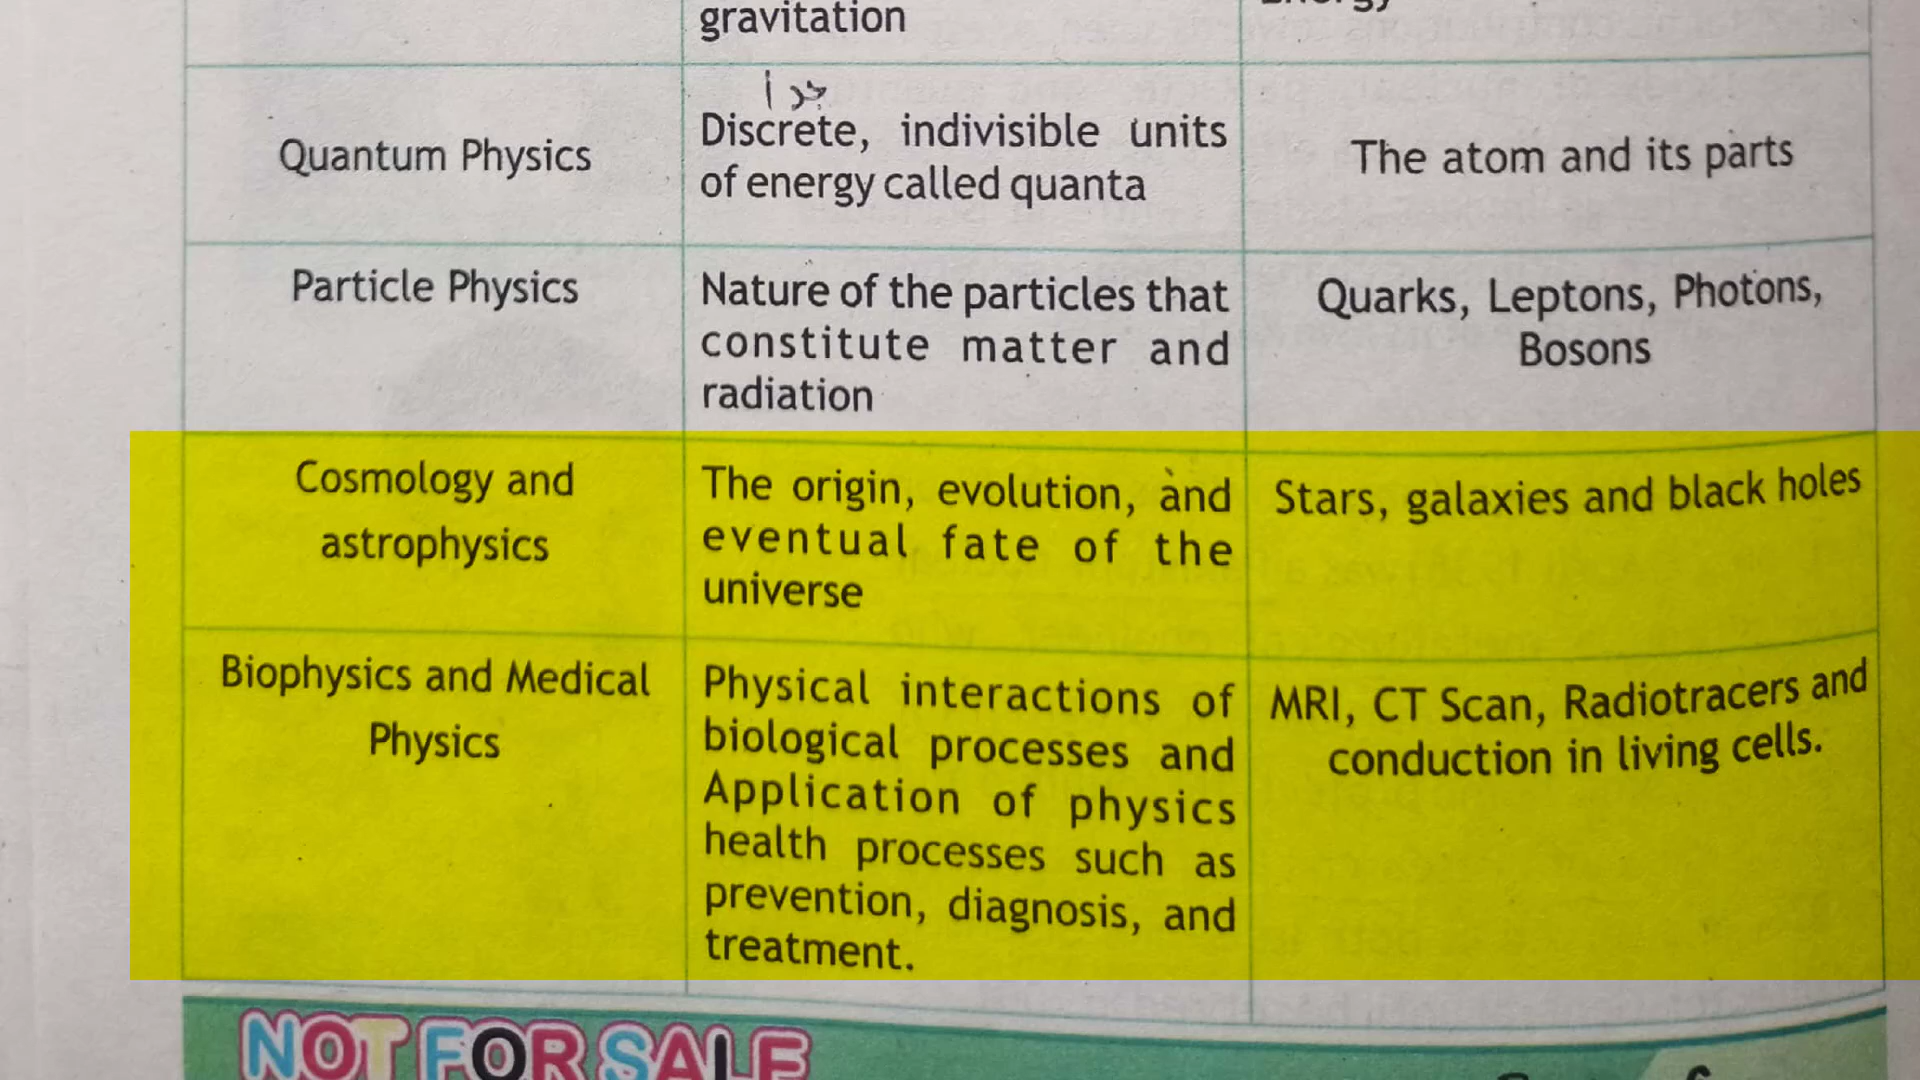 gravitation
Quantum Physics
جدا
Discrete, indivisible units
of energy called quanta
The atom and its parts
Particle Physics
Nature of the particles that
constitute matter and
radiation
Quarks, Leptons, Photons,
Bosons
Cosmology and
astrophysics
The origin, evolution, and
eventual fate of the
universe
Stars, galaxies and black holes
Biophysics and Medical
Physics
Physical interactions of
biological processes and
Application of physics
health processes such as
prevention, diagnosis, and
treatment.
MRI, CT Scan, Radiotracers and
conduction in living cells.
NOT FOR SALE